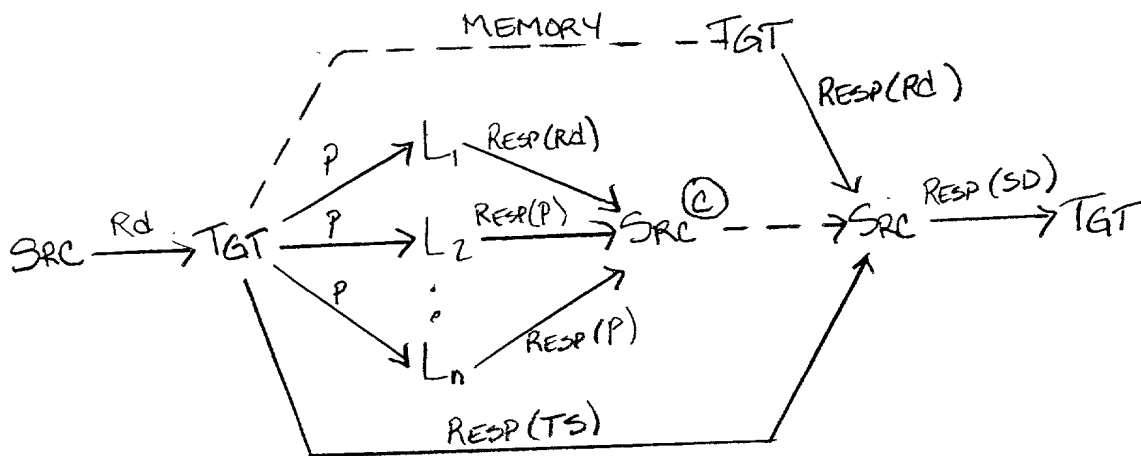 MEMORY
TGT
RESP(Rd)
P L1 RESP(Rd)
SRC Rd TGT P L2 RESP(P) SRC C SRC RESP(SD) TGT
P
Ln RESP(P)
RESP(TS)